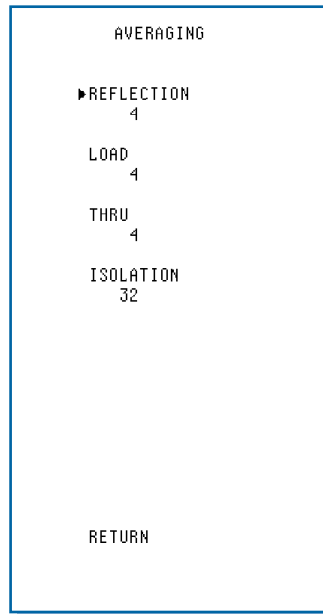 AVERAGING
▶REFLECTION
4
LOAD
4
THRU
4
ISOLATION
32
RETURN